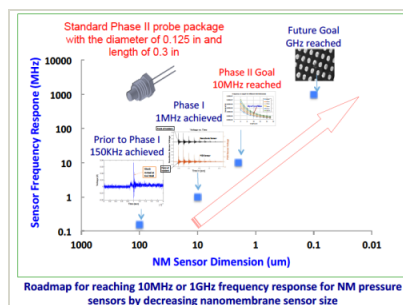 Standard Phase II probe package
with the diameter of 0.125 in and
length of 0.3 in
Future Goal
GHz reached
Phase II Goal
10MHz reached
Phase I
1MHz achieved
Prior to Phase I
150KHz achieved
Sensor Frequency Respone (MHz)
10000
1000
100
10
1
0.1
1000
100
10
1
0.1
0.01
NM Sensor Dimension (um)
Roadmap for reaching 10MHz or 1GHz frequency response for NM pressure
sensors by decreasing nanomembrane sensor size